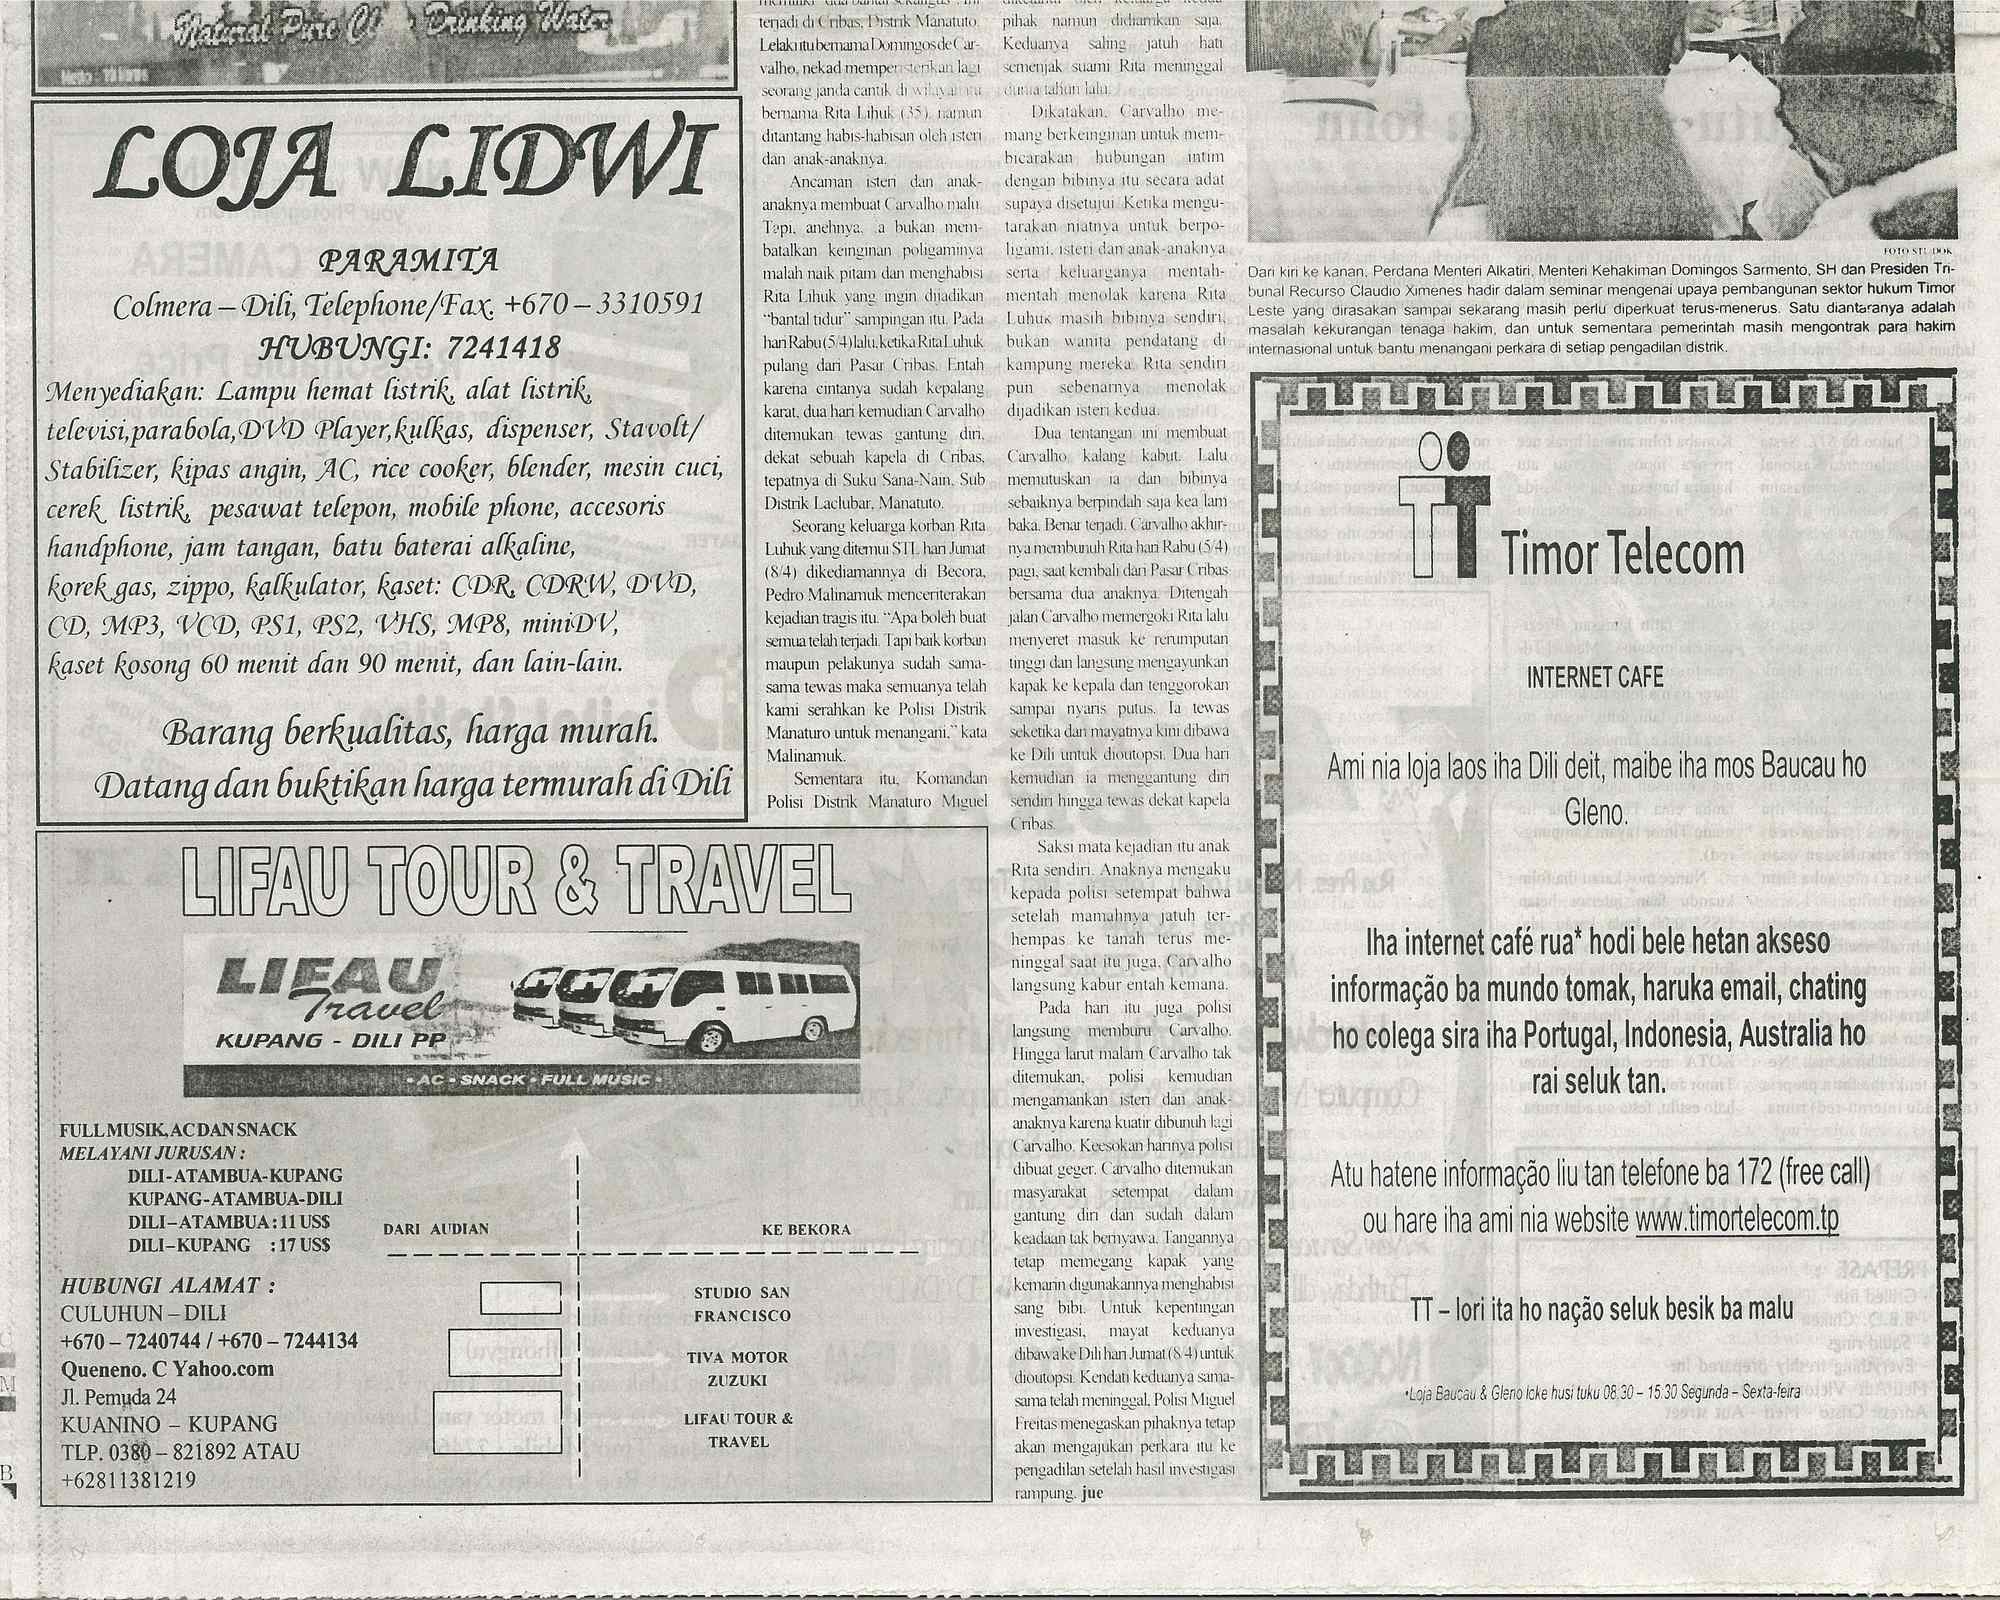 Natural Pure Drinking Water
LOJA LIDWI
PARAMITA
Colmera – Dili, Telephone/Fax. +670 – 3310591
HUBUNGI: 7241418
Menyediakan: Lampu hemat listrik, alat listrik,
televisi,parabola,DVD Player,kulkas, dispenser, Stavolt/
Stabilizer, kipas angin, AC, rice cooker, blender, mesin cuci,
cerek listrik, pesawat telepon, mobile phone, accesoris
handphone, jam tangan, batu baterai alkaline,
korek gas, zippo, kalkulator, kaset: CDR, CDRW, DVD,
CD, MP3, VCD, PS1, PS2, VHS, MP8, miniDV,
kaset kosong 60 menit dan 90 menit, dan lain-lain.
Barang berkualitas, harga murah.
Datang dan buktikan harga termurah di Dili
LIFAU TOUR & TRAVEL
LIFAU
Travel
KUPANG - DILI PP
• AC • SNACK • FULL MUSIC •
FULL MUSIK, AC DAN SNACK
MELAYANI JURUSAN :
DILI-ATAMBUA-KUPANG
KUPANG-ATAMBUA-DILI
DILI–ATAMBUA : 11 US$
DILI–KUPANG : 17 US$
HUBUNGI ALAMAT :
CULUHUN – DILI
+670 – 7240744 / +670 – 7244134
Queneno. C Yahoo.com
Jl. Pemuda 24
KUANINO – KUPANG
TLP. 0380 – 821892 ATAU
+62811381219
DARI AUDIAN
KE BEKORA
STUDIO SAN
FRANCISCO
TIVA MOTOR
ZUZUKI
LIFAU TOUR &
TRAVEL
terjadi di Cribas, Distrik Manatuto.
Lelaki itu bernama Domingos de Car-
valho, nekad memperisterikan lagi
seorang janda cantik di wilayah itu
bernama Rita Lihuk (35), namun
ditantang habis-habisan oleh isteri
dan anak-anaknya.
Ancaman isteri dan anak-
anaknya membuat Carvalho malu.
Tapi, anehnya, ia bukan mem-
batalkan keinginan poligaminya
malah naik pitam dan menghabisi
Rita Lihuk yang ingin dijadikan
“bantal tidur” sampingan itu. Pada
hari Rabu (5/4) lalu, ketika Rita Luhuk
pulang dari Pasar Cribas. Entah
karena cintanya sudah kepalang
karat, dua hari kemudian Carvalho
ditemukan tewas gantung diri,
dekat sebuah kapela di Cribas,
tepatnya di Suku Sana-Nain, Sub
Distrik Laclubar, Manatuto.
Seorang keluarga korban Rita
Luhuk yang ditemui STL hari Jumat
(8/4) dikediamannya di Becora,
Pedro Malinamuk menceriterakan
kejadian tragis itu. “Apa boleh buat
semua telah terjadi. Tapi baik korban
maupun pelakunya sudah sama-
sama tewas maka semuanya telah
kami serahkan ke Polisi Distrik
Manaturo untuk menangani,” kata
Malinamuk.
Sementara itu, Komandan
Polisi Distrik Manaturo Miguel
pihak namun didiamkan saja.
Keduanya saling jatuh hati
semenjak suami Rita meninggal
dunia tahun lalu.
Dikatakan, Carvalho me-
mang berkeinginan untuk mem-
bicarakan hubungan intim
dengan bibinya itu secara adat
supaya disetujui. Ketika mengu-
tarakan niatnya untuk berpo-
ligami, isteri dan anak-anaknya
serta keluarganya mentah-
mentah menolak karena Rita
Luhuk masih bibinya sendiri,
bukan wanita pendatang di
kampung mereka. Rita sendiri
pun sebenarnya menolak
dijadikan isteri kedua.
Dua tentangan ini membuat
Carvalho kalang kabut. Lalu
memutuskan ia dan bibinya
sebaiknya berpindah saja kea lam
baka. Benar terjadi. Carvalho akhir-
nya membunuh Rita hari Rabu (5/4)
pagi, saat kembali dari Pasar Cribas
bersama dua anaknya. Ditengah
jalan Carvalho memergoki Rita lalu
menyeret masuk ke rerumputan
tinggi dan langsung mengayunkan
kapak ke kepala dan tenggorokan
sampai nyaris putus. Ia tewas
seketika dan mayatnya kini dibawa
ke Dili untuk dioutopsi. Dua hari
kemudian ia menggantung diri
sendiri hingga tewas dekat kapela
Cribas.
Saksi mata kejadian itu anak
Rita sendiri. Anaknya mengaku
kepada polisi setempat bahwa
setelah mamahnya jatuh ter-
hempas ke tanah terus me-
ninggal saat itu juga, Carvalho
langsung kabur entah kemana.
Pada hari itu juga polisi
langsung memburu Carvalho.
Hingga larut malam Carvalho tak
ditemukan, polisi kemudian
mengamankan isteri dan anak-
anaknya karena kuatir dibunuh lagi
Carvalho. Keesokan harinya polisi
dibuat geger. Carvalho ditemukan
masyarakat setempat dalam
gantung diri dan sudah dalam
keadaan tak bernyawa. Tangannya
tetap memegang kapak yang
kemarin digunakannya menghabisi
sang bibi. Untuk kepentingan
investigasi, mayat keduanya
dibawa ke Dili hari Jumat (8/4) untuk
dioutopsi. Kendati keduanya sama-
sama telah meninggal, Polisi Miguel
Freitas menegaskan pihaknya tetap
akan mengajukan perkara itu ke
pengadilan setelah hasil investigasi
rampung. jue
FOTO STL/DOK
Dari kiri ke kanan, Perdana Menteri Alkatiri, Menteri Kehakiman Domingos Sarmento, SH dan Presiden Tri-
bunal Recurso Claudio Ximenes hadir dalam seminar mengenai upaya pembangunan sektor hukum Timor
Leste yang dirasakan sampai sekarang masih perlu diperkuat terus-menerus. Satu diantaranya adalah
masalah kekurangan tenaga hakim, dan untuk sementara pemerintah masih mengontrak para hakim
internasional untuk bantu menangani perkara di setiap pengadilan distrik.
Timor Telecom
INTERNET CAFE
Ami nia loja laos iha Dili deit, maibe iha mos Baucau ho
Gleno.
Iha internet café rua* hodi bele hetan akseso
informação ba mundo tomak, haruka email, chating
ho colega sira iha Portugal, Indonesia, Australia ho
rai seluk tan.
Atu hatene informação liu tan telefone ba 172 (free call)
ou hare iha ami nia website www.timortelecom.tp
TT – lori ita ho nação seluk besik ba malu
*Loja Baucau & Gleno lcke husi tuku 08.30 – 15:30 Segunda – Sexta-feira